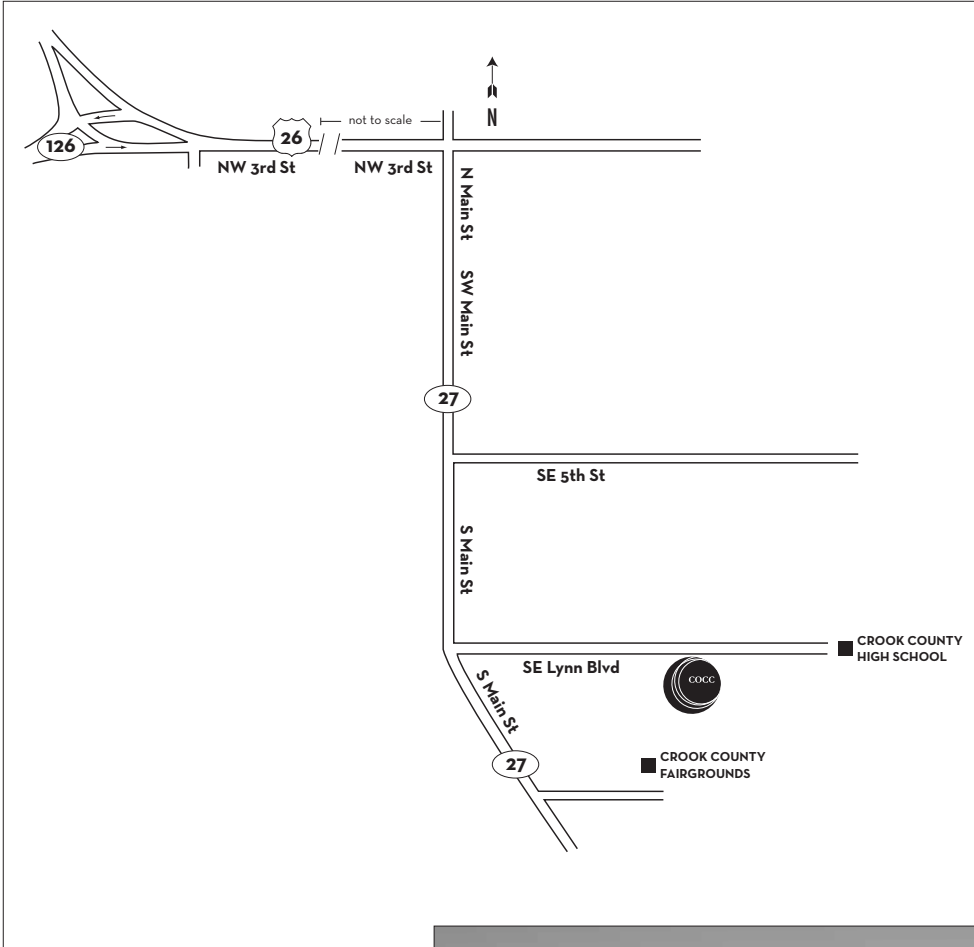 not to scale
N
26
126
NW 3rd St
NW 3rd St
N Main St
SW Main St
27
SE 5th St
S Main St
CROOK COUNTY
HIGH SCHOOL
SE Lynn Blvd
COCC
S Main St
27
CROOK COUNTY
FAIRGROUNDS